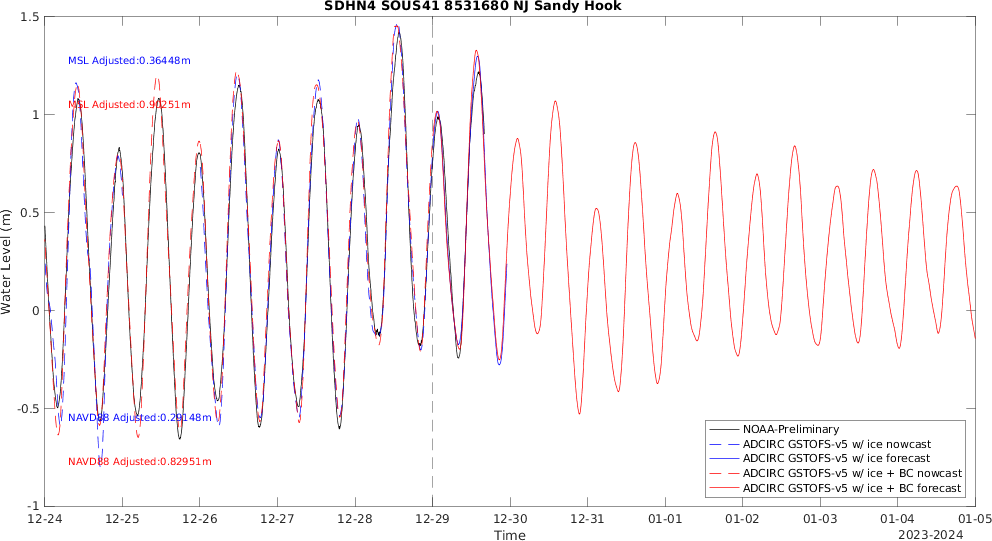 SDHN4 SOUS41 8531680 NJ Sandy Hook
1.5
1
0.5
0
-0.5
-1
Water Level (m)
MSL Adjusted:0.36448m
NAVD88 Adjusted:0.29148m
NAVD88 Adjusted:0.82951m
NOAA-Preliminary
ADCIRC GSTOFS-v5 w/ ice nowcast
ADCIRC GSTOFS-v5 w/ ice forecast
ADCIRC GSTOFS-v5 w/ ice + BC nowcast
ADCIRC GSTOFS-v5 w/ ice + BC forecast
12-24 12-25 12-26 12-27 12-28 12-29 12-30 12-31 01-01 01-02 01-03 01-04 01-05
Time
2023-2024